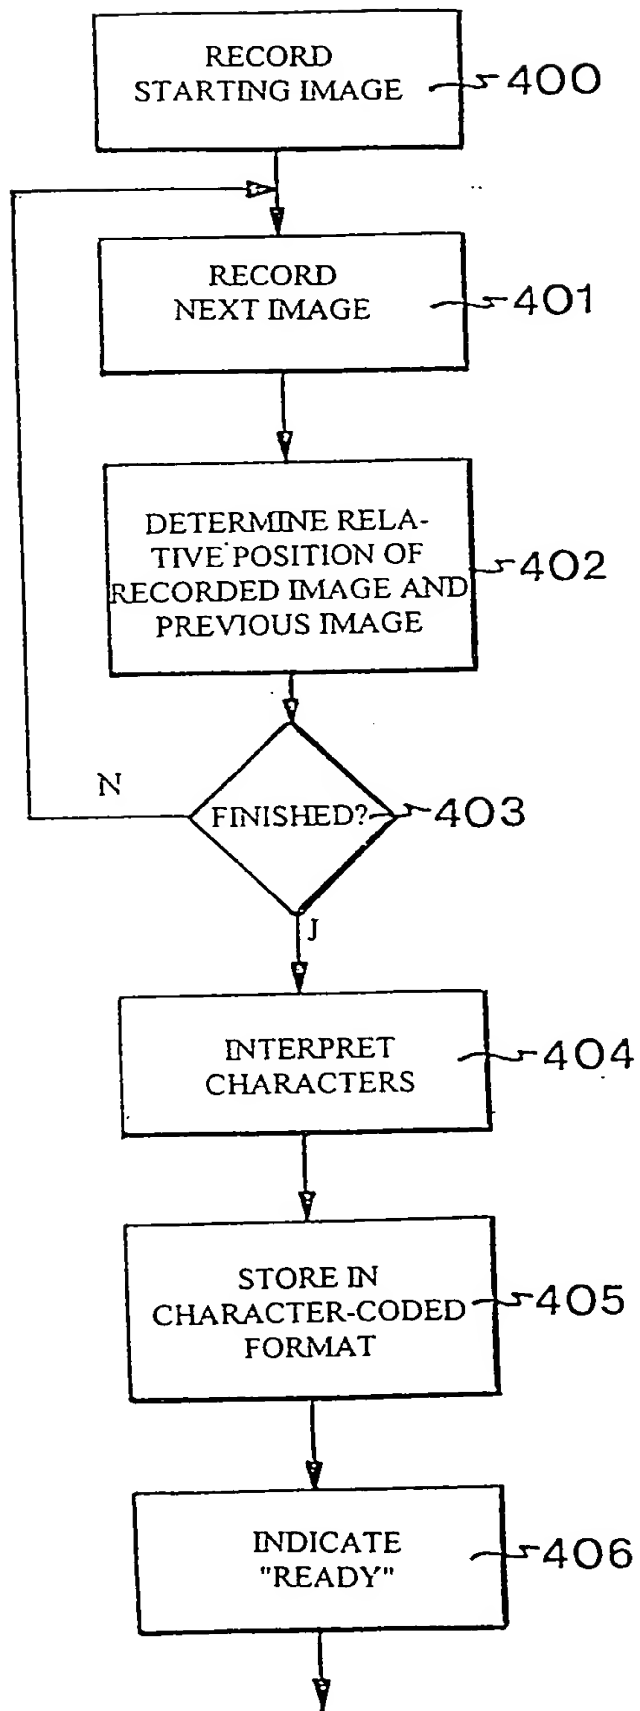 RECORD
STARTING IMAGE
400
RECORD
NEXT IMAGE
401
DETERMINE RELA-
TIVE POSITION OF
RECORDED IMAGE AND
PREVIOUS IMAGE
402
N
FINISHED?
403
J
INTERPRET
CHARACTERS
404
STORE IN
CHARACTER-CODED
FORMAT
405
INDICATE
"READY"
406